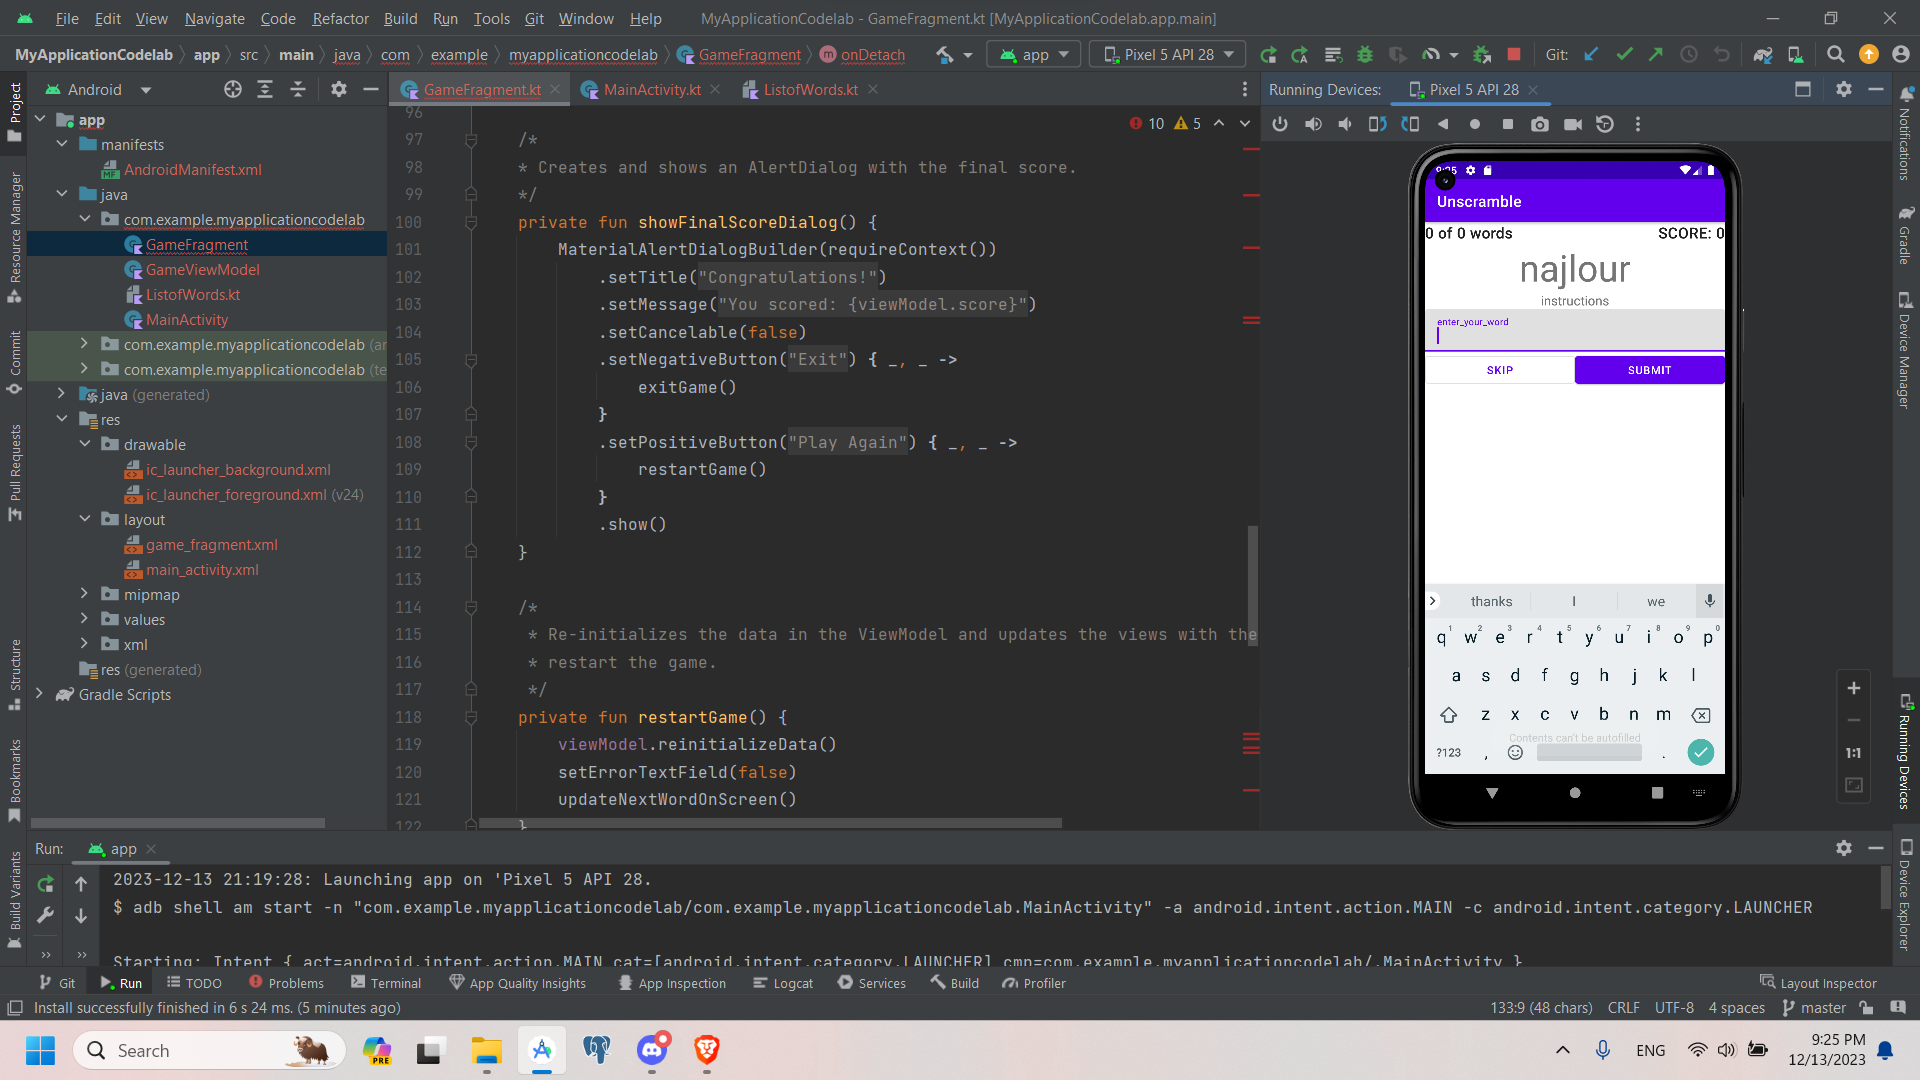 File Edit View Navigate Code Refactor Build Run Tools Git Window Help MyApplicationCodelab - GameFragment.kt [MyApplicationCodelab.app.main]
MyApplicationCodelab app src main java com example myapplicationcodelab GameFragment onDetach app Pixel 5 API 28 Git:
Android
GameFragment.kt MainActivity.kt ListofWords.kt
Running Devices: Pixel 5 API 28
Project
Resource Manager
Commit
Pull Requests
Structure
Bookmarks
Build Variants
app
manifests
AndroidManifest.xml
java
com.example.myapplicationcodelab
GameFragment
GameViewModel
ListofWords.kt
MainActivity
com.example.myapplicationcodelab (ar
com.example.myapplicationcodelab (te
java (generated)
res
drawable
ic_launcher_background.xml
ic_launcher_foreground.xml (v24)
layout
game_fragment.xml
main_activity.xml
mipmap
values
xml
res (generated)
Gradle Scripts
10 5
96
97 /*
98 * Creates and shows an AlertDialog with the final score.
99 */
100 private fun showFinalScoreDialog() {
101 MaterialAlertDialogBuilder(requireContext())
102 .setTitle("Congratulations!")
103 .setMessage("You scored: {viewModel.score}")
104 .setCancelable(false)
105 .setNegativeButton("Exit") { _, _ ->
106 exitGame()
107 }
108 .setPositiveButton("Play Again") { _, _ ->
109 restartGame()
110 }
111 .show()
112 }
113
114 /*
115 * Re-initializes the data in the ViewModel and updates the views with the
116 * restart the game.
117 */
118 private fun restartGame() {
119 viewModel.reinitializeData()
120 setErrorTextField(false)
121 updateNextWordOnScreen()
122 }
9:25
Unscramble
0 of 0 words SCORE: 0
najlour
instructions
enter_your_word
SKIP SUBMIT
thanks I we
q1 w2 e3 r4 t5 y6 u7 i8 o9 p0
a s d f g h j k l
z x c v b n m
Contents can't be autofilled
?123 , .
1:1
Notifications
Gradle
Device Manager
Running Devices
Device Explorer
Run: app
2023-12-13 21:19:28: Launching app on 'Pixel 5 API 28.
$ adb shell am start -n "com.example.myapplicationcodelab/com.example.myapplicationcodelab.MainActivity" -a android.intent.action.MAIN -c android.intent.category.LAUNCHER
Starting: Intent { act=android.intent.action.MAIN cat=[android.intent.category.LAUNCHER] cmp=com.example.myapplicationcodelab/.MainActivity }
Git Run TODO Problems Terminal App Quality Insights App Inspection Logcat Services Build Profiler Layout Inspector
Install successfully finished in 6 s 24 ms. (5 minutes ago) 133:9 (48 chars) CRLF UTF-8 4 spaces master
Search PRE ENG 9:25 PM
12/13/2023